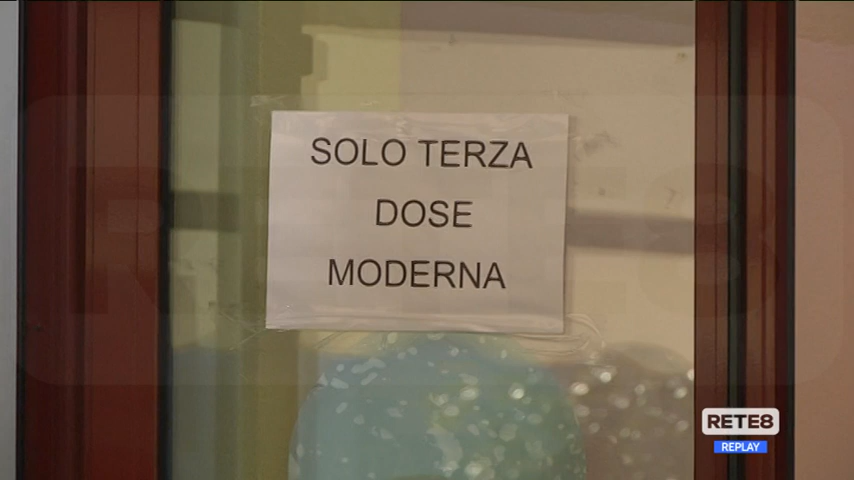 SOLO TERZA
DOSE
MODERNA
RETE8
REPLAY